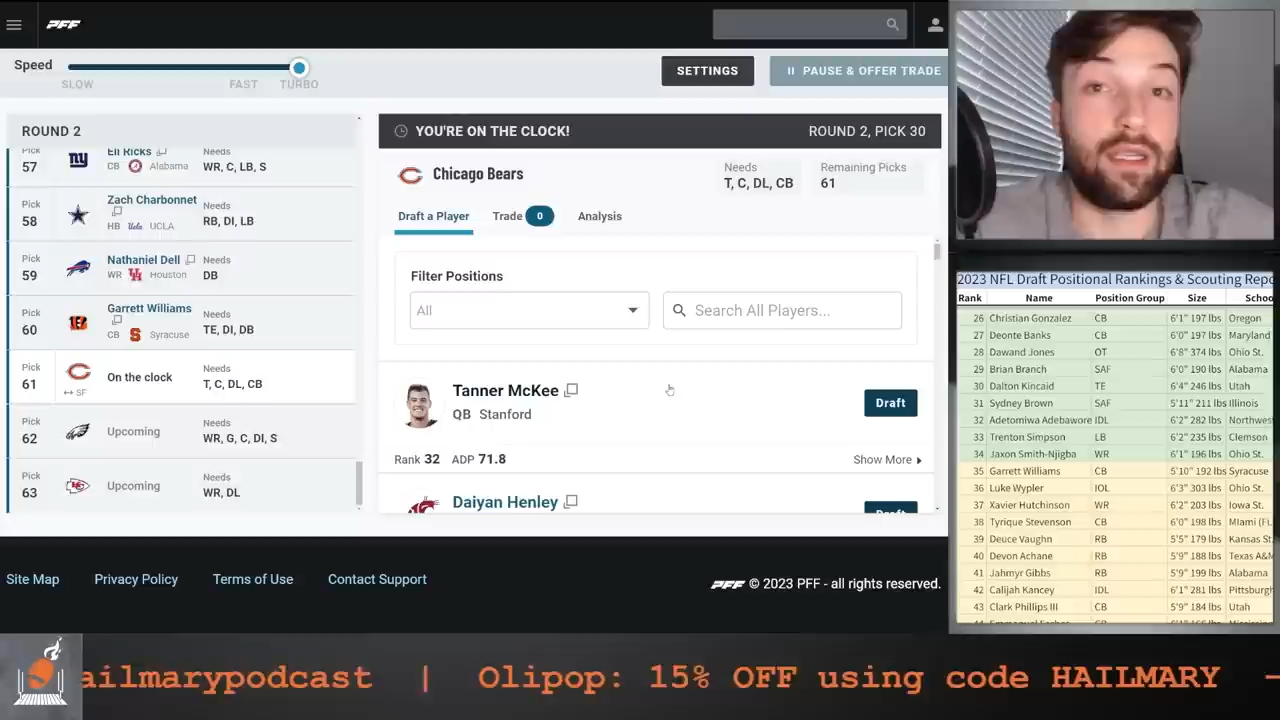 PFF
Speed
SLOW
FAST
TURBO
SETTINGS
PAUSE & OFFER TRADE
ROUND 2
Pick
57
Eli Ricks
CB Alabama
Needs
WR, C, LB, S
Pick
58
Zach Charbonnet
HB Ucla UCLA
Needs
RB, DI, LB
Pick
59
Nathaniel Dell
WR Houston
Needs
DB
Pick
60
Garrett Williams
CB Syracuse
Needs
TE, DI, DB
Pick
61
↔ SF
On the clock
Needs
T, C, DL, CB
Pick
62
Upcoming
Needs
WR, G, C, DI, S
Pick
63
Upcoming
Needs
WR, DL
YOU'RE ON THE CLOCK!
ROUND 2, PICK 30
Chicago Bears
Needs
T, C, DL, CB
Remaining Picks
61
Draft a Player
Trade 0
Analysis
Filter Positions
All
Search All Players...
Tanner McKee
QB Stanford
Draft
Rank 32 ADP 71.8
Show More
Daiyan Henley
Draft
Site Map
Privacy Policy
Terms of Use
Contact Support
PFF © 2023 PFF - all rights reserved.
2023 NFL Draft Positional Rankings & Scouting Repo
Rank Name Position Group Size Schoo
26 Christian Gonzalez CB 6'1" 197 lbs Oregon
27 Deonte Banks CB 6'0" 197 lbs Maryland
28 Dawand Jones OT 6'8" 374 lbs Ohio St.
29 Brian Branch SAF 6'0" 190 lbs Alabama
30 Dalton Kincaid TE 6'4" 246 lbs Utah
31 Sydney Brown SAF 5'11" 211 lbs Illinois
32 Adetomiwa Adebawore IDL 6'2" 282 lbs Northwes
33 Trenton Simpson LB 6'2" 235 lbs Clemson
34 Jaxon Smith-Njigba WR 6'1" 196 lbs Ohio St.
35 Garrett Williams CB 5'10" 192 lbs Syracuse
36 Luke Wypler IOL 6'3" 303 lbs Ohio St.
37 Xavier Hutchinson WR 6'2" 203 lbs Iowa St.
38 Tyrique Stevenson CB 6'0" 198 lbs MIami (FL
39 Deuce Vaughn RB 5'5" 179 lbs Kansas St.
40 Devon Achane RB 5'9" 188 lbs Texas A&M
41 Jahmyr Gibbs RB 5'9" 199 lbs Alabama
42 Calijah Kancey IDL 6'1" 281 lbs Pittsburgh
43 Clark Phillips III CB 5'9" 184 lbs Utah
ailmarypodcast | Olipop: 15% OFF using code HAILMARY -